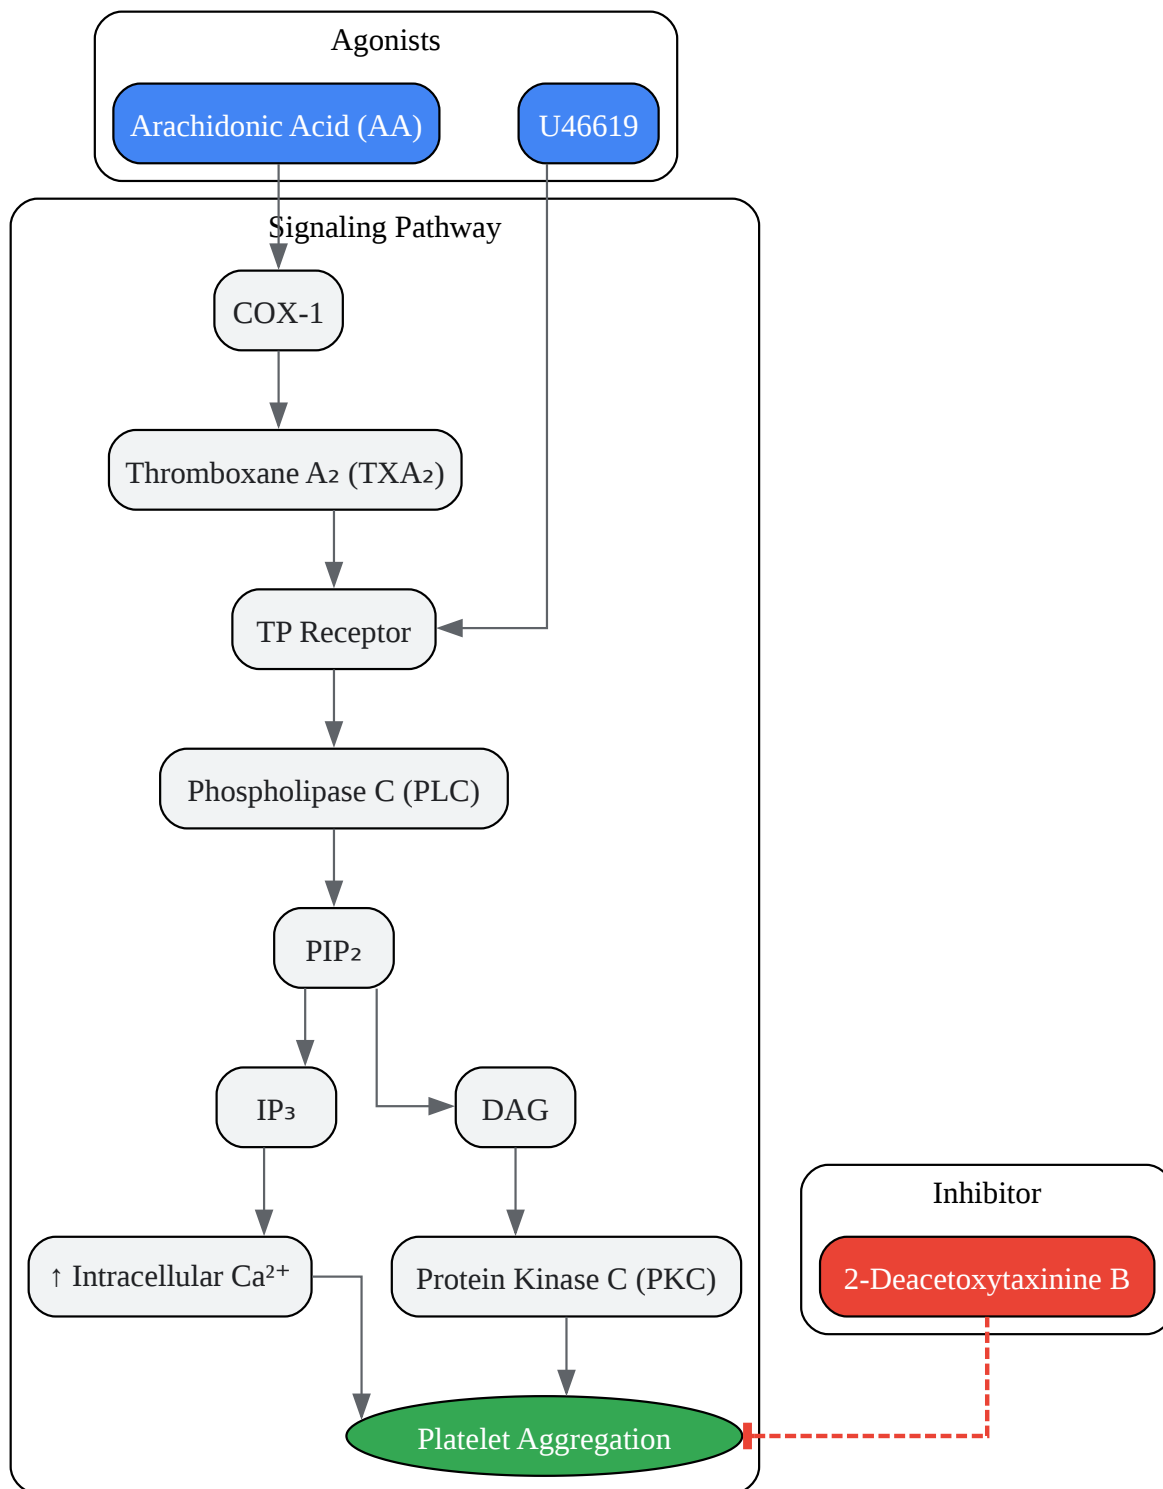 Agonists
Arachidonic Acid (AA)
U46619
Signaling Pathway
COX-1
Thromboxane A₂ (TXA₂)
TP Receptor
Phospholipase C (PLC)
PIP₂
IP₃
DAG
Inhibitor
↑ Intracellular Ca²⁺
Protein Kinase C (PKC)
2-Deacetoxytaxinine B
Platelet Aggregation